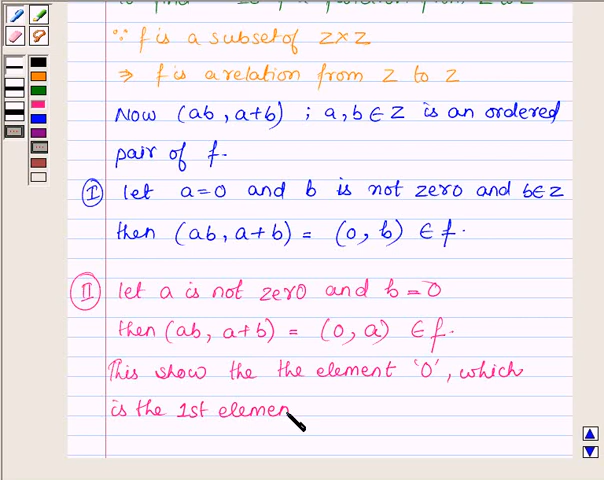 ∵ f is a subset of Z×Z
⇒ f is a relation from Z to Z
Now (ab, a+b) ; a, b ∈ Z is an ordered
pair of f.
(I) let a=0 and b is not zero and b∈Z
then (ab, a+b) = (0, b) ∈ f.
(II) let a is not zero and b=0
then (ab, a+b) = (0, a) ∈ f.
This show the the element '0', which
is the 1st elemen